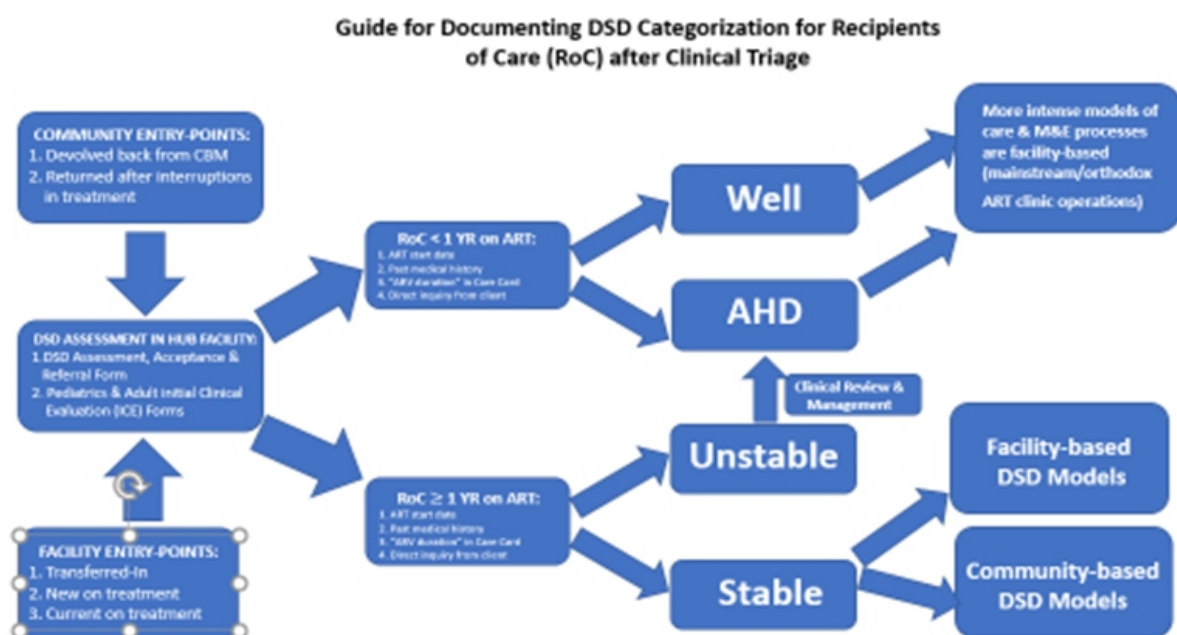 Guide for Documenting DSD Categorization for Recipients
of Care (RoC) after Clinical Triage
COMMUNITY ENTRY-POINTS:
1. Devolved back from CBM
2. Returned after interruptions
in treatment
DSD ASSESSMENT IN HUB FACILITY:
1.DSD Assessment, Acceptance &
Referral Form
2. Pediatrics & Adult initial Clinical
Evaluation (ICE) Forms
FACILITY ENTRY-POINTS:
1. Transferred-In
2. New on treatment
3. Current on treatment
RoC < 1 YR on ART:
1. ART start date
2. Past medical history
3. "ARV duration" in Care Card
4. Direct inquiry from client
RoC ≥ 1 YR on ART:
1. ART start date
2. Past medical history
3. "ARV duration" in Care Card
4. Direct inquiry from client
Well
AHD
Clinical Review &
Management
Unstable
Stable
More intense models of
care & M&E processes
are facility-based
(mainstream/orthodox
ART clinic operations)
Facility-based
DSD Models
Community-based
DSD Models